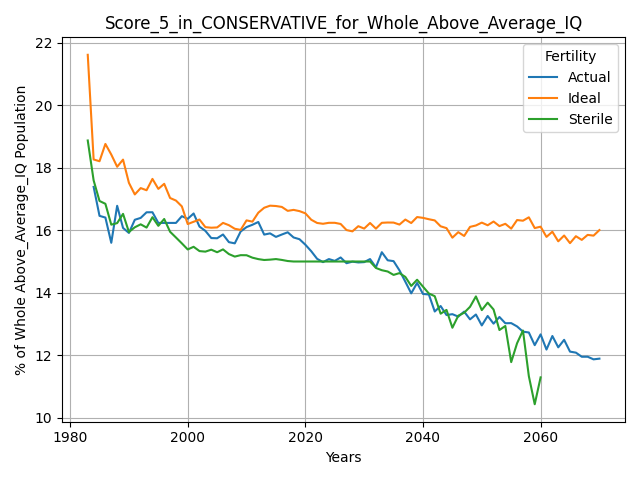 Score_5_in_CONSERVATIVE_for_Whole_Above_Average_IQ
% of Whole Above_Average_IQ Population
22
20
18
16
14
12
10
Fertility
Actual
Ideal
Sterile
1980
2000
2020
2040
2060
Years